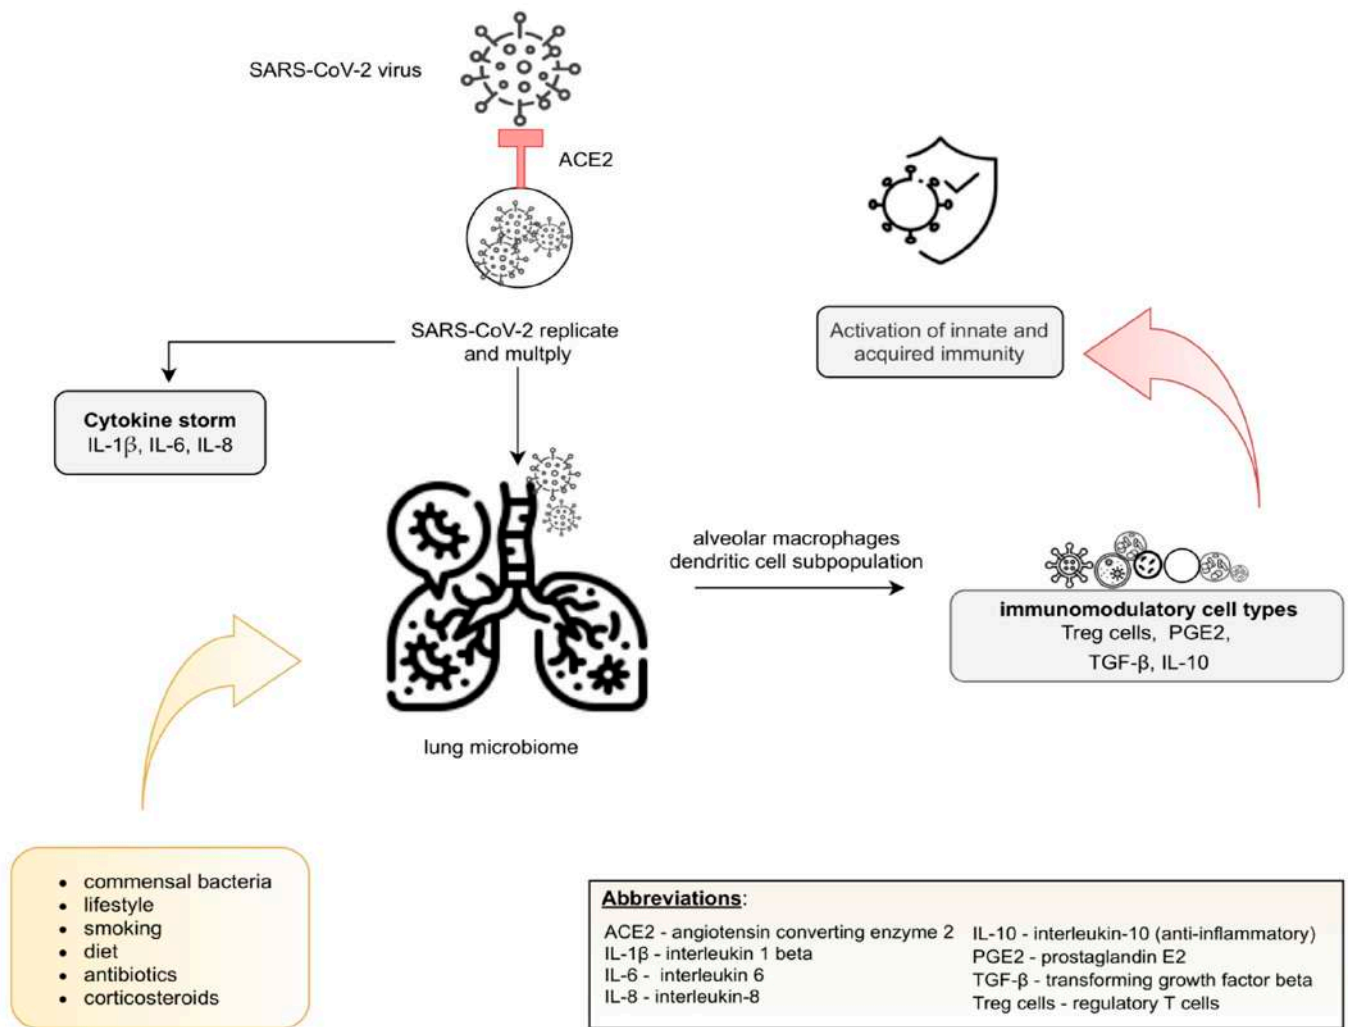 SARS-CoV-2 virus
ACE2
SARS-CoV-2 replicate
and multply
Cytokine storm
IL-1β, IL-6, IL-8
Activation of innate and
acquired immunity
alveolar macrophages
dendritic cell subpopulation
immunomodulatory cell types
Treg cells, PGE2,
TGF-β, IL-10
lung microbiome
• commensal bacteria
• lifestyle
• smoking
• diet
• antibiotics
• corticosteroids
Abbreviations:
ACE2 - angiotensin converting enzyme 2
IL-1β - interleukin 1 beta
IL-6 - interleukin 6
IL-8 - interleukin-8
IL-10 - interleukin-10 (anti-inflammatory)
PGE2 - prostaglandin E2
TGF-β - transforming growth factor beta
Treg cells - regulatory T cells